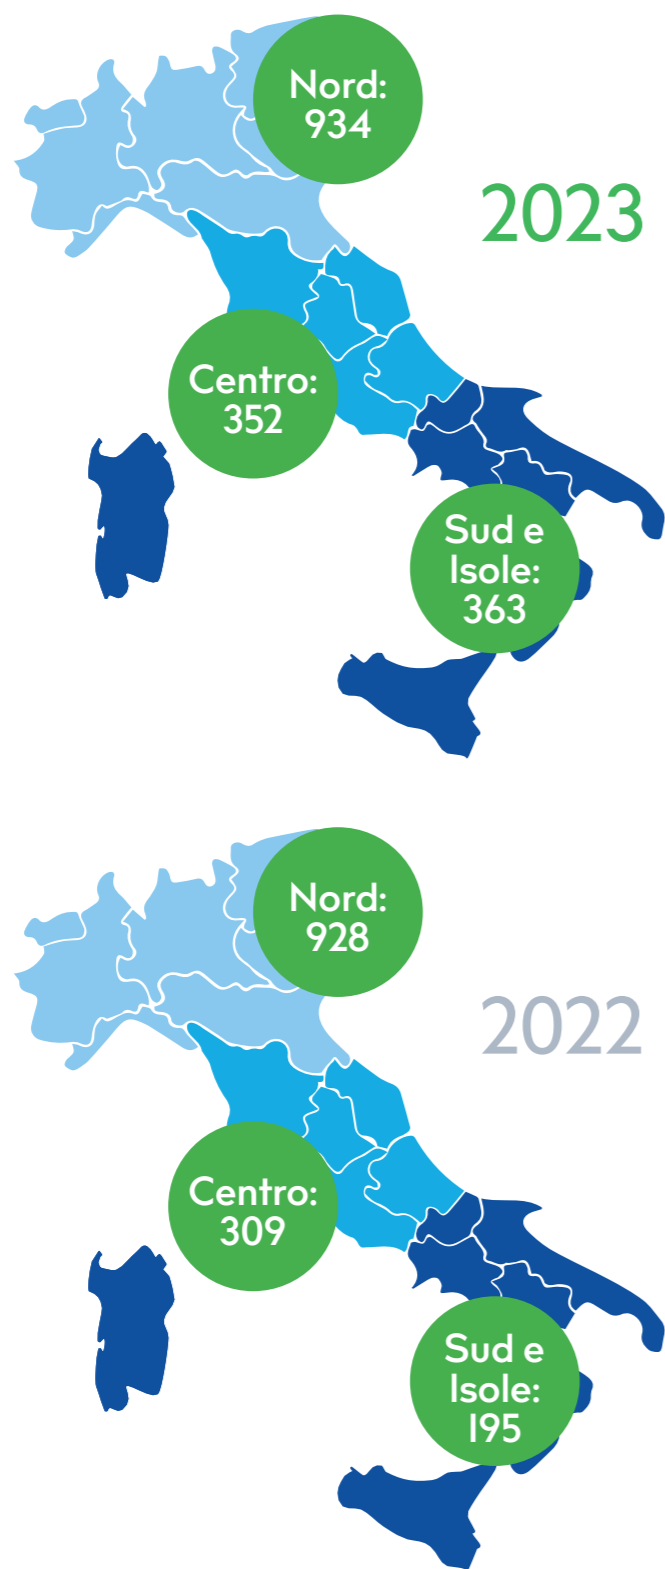 Nord:
934
2023
Centro:
352
Sud e
Isole:
363
Nord:
928
2022
Centro:
309
Sud e
Isole:
195